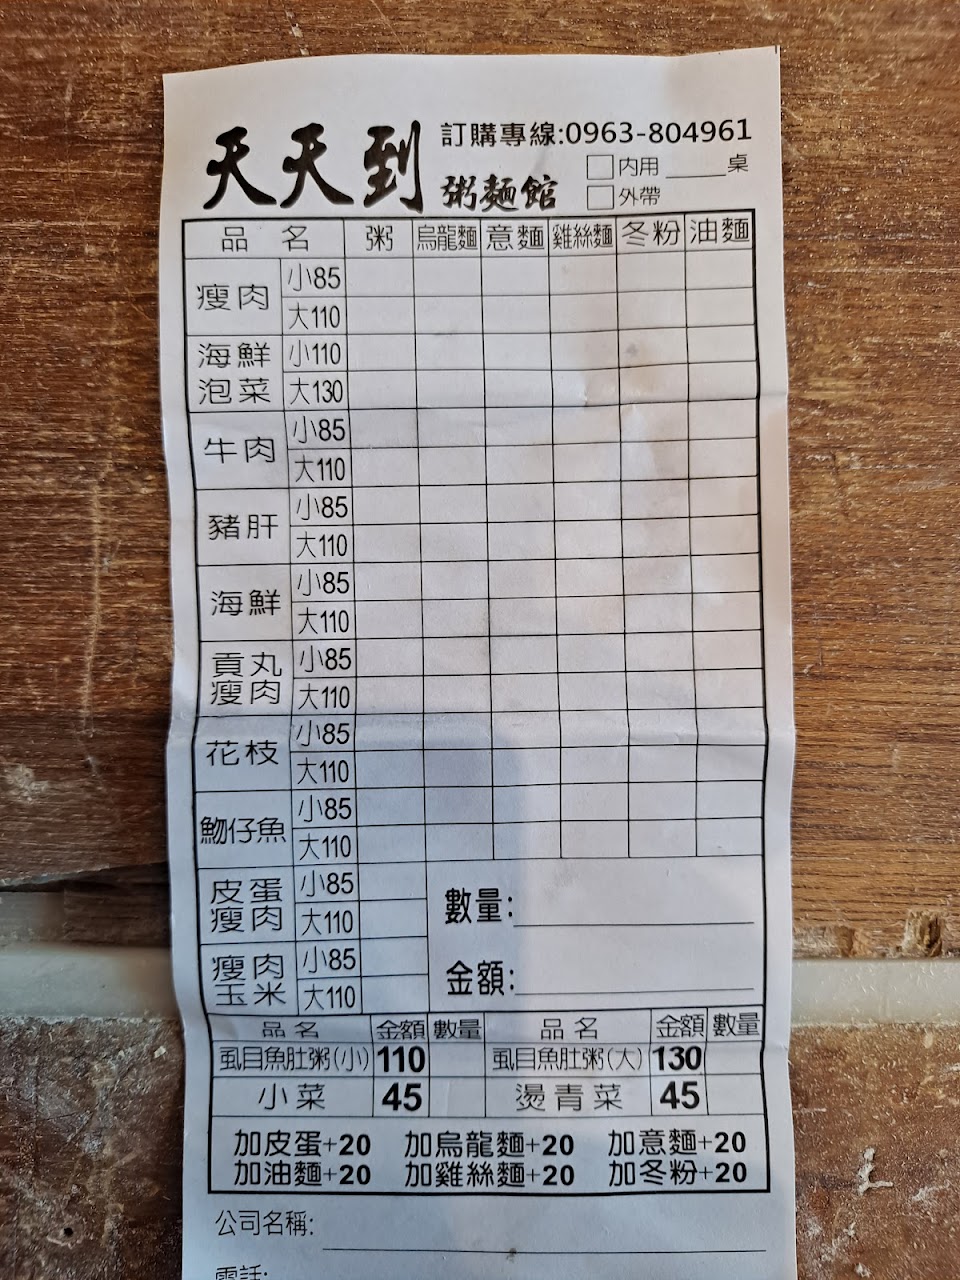 天天到 粥麵館
訂購專線:0963-804961
□內用_____桌
□外帶
品名 粥 烏龍麵 意麵 雞絲麵 冬粉 油麵
瘦肉 小85
大110
海鮮泡菜 小110
大130
牛肉 小85
大110
豬肝 小85
大110
海鮮 小85
大110
貢丸瘦肉 小85
大110
花枝 小85
大110
魩仔魚 小85
大110
皮蛋瘦肉 小85
大110
瘦肉玉米 小85
大110
數量:
金額:
品名 金額 數量 品名 金額 數量
虱目魚肚粥(小) 110 虱目魚肚粥(大) 130
小菜 45 燙青菜 45
加皮蛋+20 加烏龍麵+20 加意麵+20
加油麵+20 加雞絲麵+20 加冬粉+20
公司名稱:
電話: